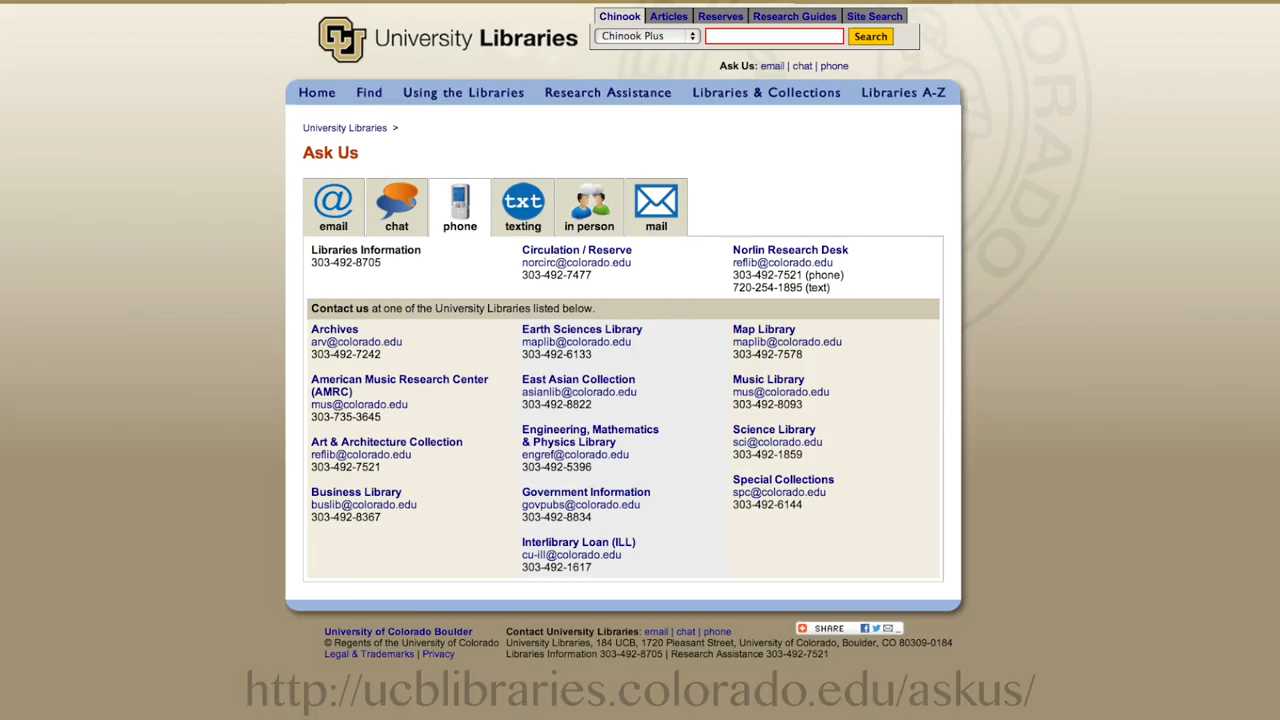 Chinook Articles Reserves Research Guides Site Search
CU University Libraries
Chinook Plus Search
Ask Us: email | chat | phone
Home Find Using the Libraries Research Assistance Libraries & Collections Libraries A-Z
University Libraries >
Ask Us
@ txt
email chat phone texting in person mail
Libraries Information
303-492-8705
Circulation / Reserve
norcirc@colorado.edu
303-492-7477
Norlin Research Desk
reflib@colorado.edu
303-492-7521 (phone)
720-254-1895 (text)
Contact us at one of the University Libraries listed below.
Archives
arv@colorado.edu
303-492-7242
American Music Research Center
(AMRC)
mus@colorado.edu
303-735-3645
Art & Architecture Collection
reflib@colorado.edu
303-492-7521
Business Library
buslib@colorado.edu
303-492-8367
Earth Sciences Library
maplib@colorado.edu
303-492-6133
East Asian Collection
asianlib@colorado.edu
303-492-8822
Engineering, Mathematics
& Physics Library
engref@colorado.edu
303-492-5396
Government Information
govpubs@colorado.edu
303-492-8834
Interlibrary Loan (ILL)
cu-ill@colorado.edu
303-492-1617
Map Library
maplib@colorado.edu
303-492-7578
Music Library
mus@colorado.edu
303-492-8093
Science Library
sci@colorado.edu
303-492-1859
Special Collections
spc@colorado.edu
303-492-6144
University of Colorado Boulder
© Regents of the University of Colorado
Legal & Trademarks | Privacy
Contact University Libraries: email | chat | phone
University Libraries, 184 UCB, 1720 Pleasant Street, University of Colorado, Boulder, CO 80309-0184
Libraries Information 303-492-8705 | Research Assistance 303-492-7521
SHARE ...
http://ucblibraries.colorado.edu/askus/